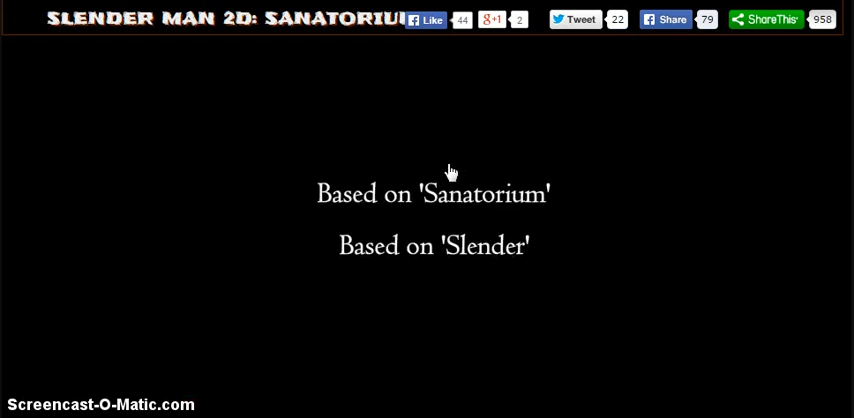 SLENDER MAN 2D: SANATORIU
Like 44 +1 2 Tweet 22 Share 79 ShareThis 958
Based on 'Sanatorium'
Based on 'Slender'
Screencast-O-Matic.com